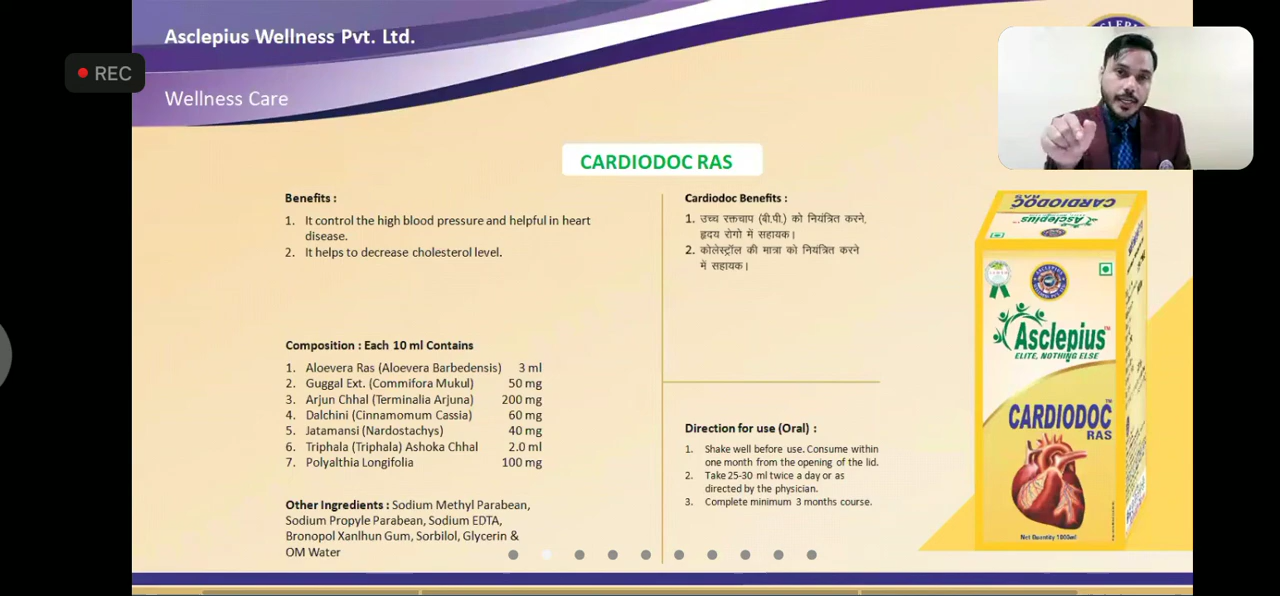 Asclepius Wellness Pvt. Ltd.
REC
Wellness Care
CARDIODOC RAS
Benefits :
1. It control the high blood pressure and helpful in heart
disease.
2. It helps to decrease cholesterol level.
Composition : Each 10 ml Contains
1. Aloevera Ras (Aloevera Barbedensis) 3 ml
2. Guggal Ext. (Commifora Mukul) 50 mg
3. Arjun Chhal (Terminalia Arjuna) 200 mg
4. Dalchini (Cinnamomum Cassia) 60 mg
5. Jatamansi (Nardostachys) 40 mg
6. Triphala (Triphala) Ashoka Chhal 2.0 ml
7. Polyalthia Longifolia 100 mg
Other Ingredients : Sodium Methyl Parabean,
Sodium Propyle Parabean, Sodium EDTA,
Bronopol Xanlhun Gum, Sorbilol, Glycerin &
OM Water
Cardiodoc Benefits :
1. उच्च रक्तचाप (बी.पी.) को नियंत्रित करने,
हृदय रोगो में सहायक।
2. कोलेस्ट्रॉल की मात्रा को नियंत्रित करने
में सहायक।
Direction for use (Oral) :
1. Shake well before use. Consume within
one month from the opening of the lid.
2. Take 25-30 ml twice a day or as
directed by the physician.
3. Complete minimum 3 months course.
CARDIODOC
RAS
Asclepius
Asclepius™
ELITE, NOTHING ELSE
CARDIODOC™
RAS
Net Quantity 1000ml